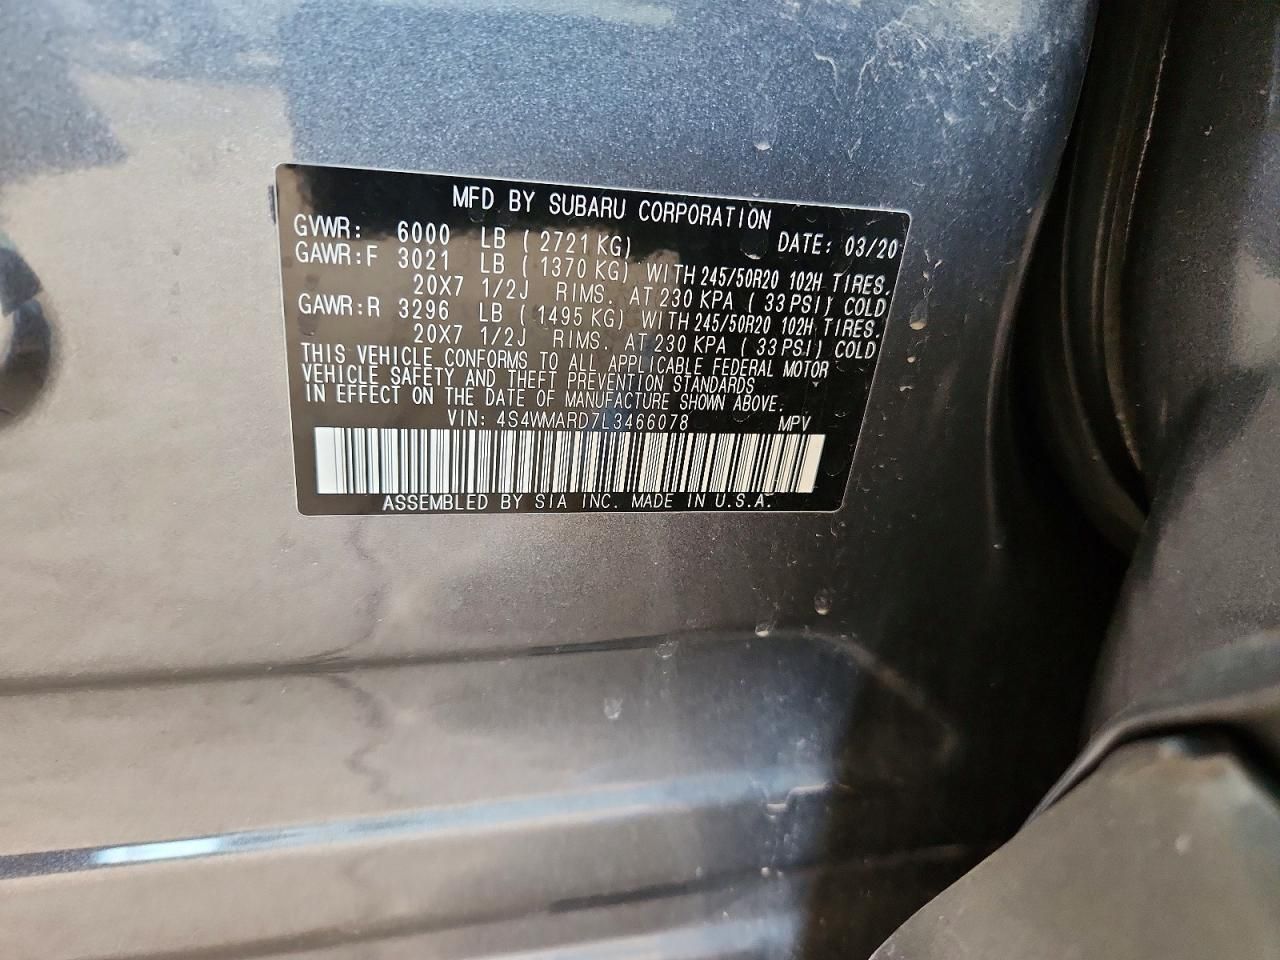 MFD BY SUBARU CORPORATION
GVWR: 6000 LB ( 2721 KG) DATE: 03/20
GAWR:F 3021 LB ( 1370 KG) WITH 245/50R20 102H TIRES.
20X7 1/2J RIMS. AT 230 KPA ( 33 PSI) COLD
GAWR:R 3296 LB ( 1495 KG) WITH 245/50R20 102H TIRES.
20X7 1/2J RIMS. AT 230 KPA ( 33 PSI) COLD
THIS VEHICLE CONFORMS TO ALL APPLICABLE FEDERAL MOTOR
VEHICLE SAFETY AND THEFT PREVENTION STANDARDS
IN EFFECT ON THE DATE OF MANUFACTURE SHOWN ABOVE.
VIN: 4S4WMARD7L3466078 MPV
ASSEMBLED BY SIA INC. MADE IN U.S.A.